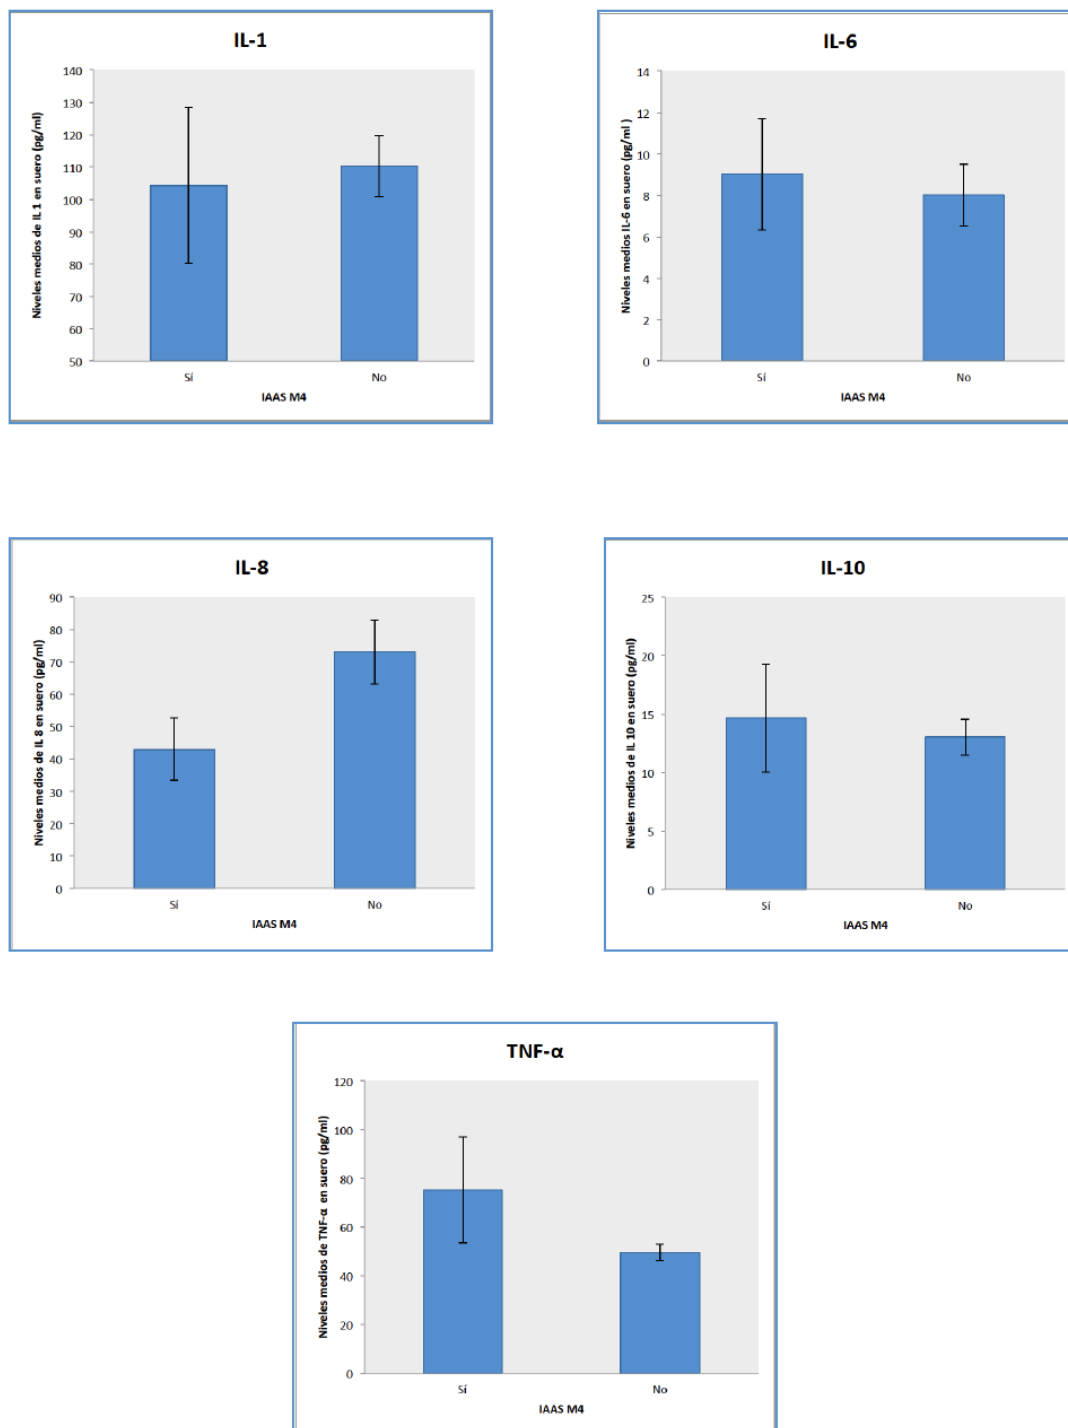 IL-1
Niveles medios de IL 1 en suero (pg/ml)
140
130
120
110
100
90
80
70
60
50
Sí No
IAAS M4
IL-6
Niveles medios IL-6 en suero (pg/ml )
14
12
10
8
6
4
2
0
Sí No
IAAS M4
IL-8
Niveles medios de IL 8 en suero (pg/ml)
90
80
70
60
50
40
30
20
10
0
Sí No
IAAS M4
IL-10
Niveles medios de IL 10 en suero (pg/ml)
25
20
15
10
5
0
Sí No
IAAS M4
TNF-α
Niveles medios de TNF-α en suero (pg/ml)
120
100
80
60
40
20
0
Sí No
IAAS M4